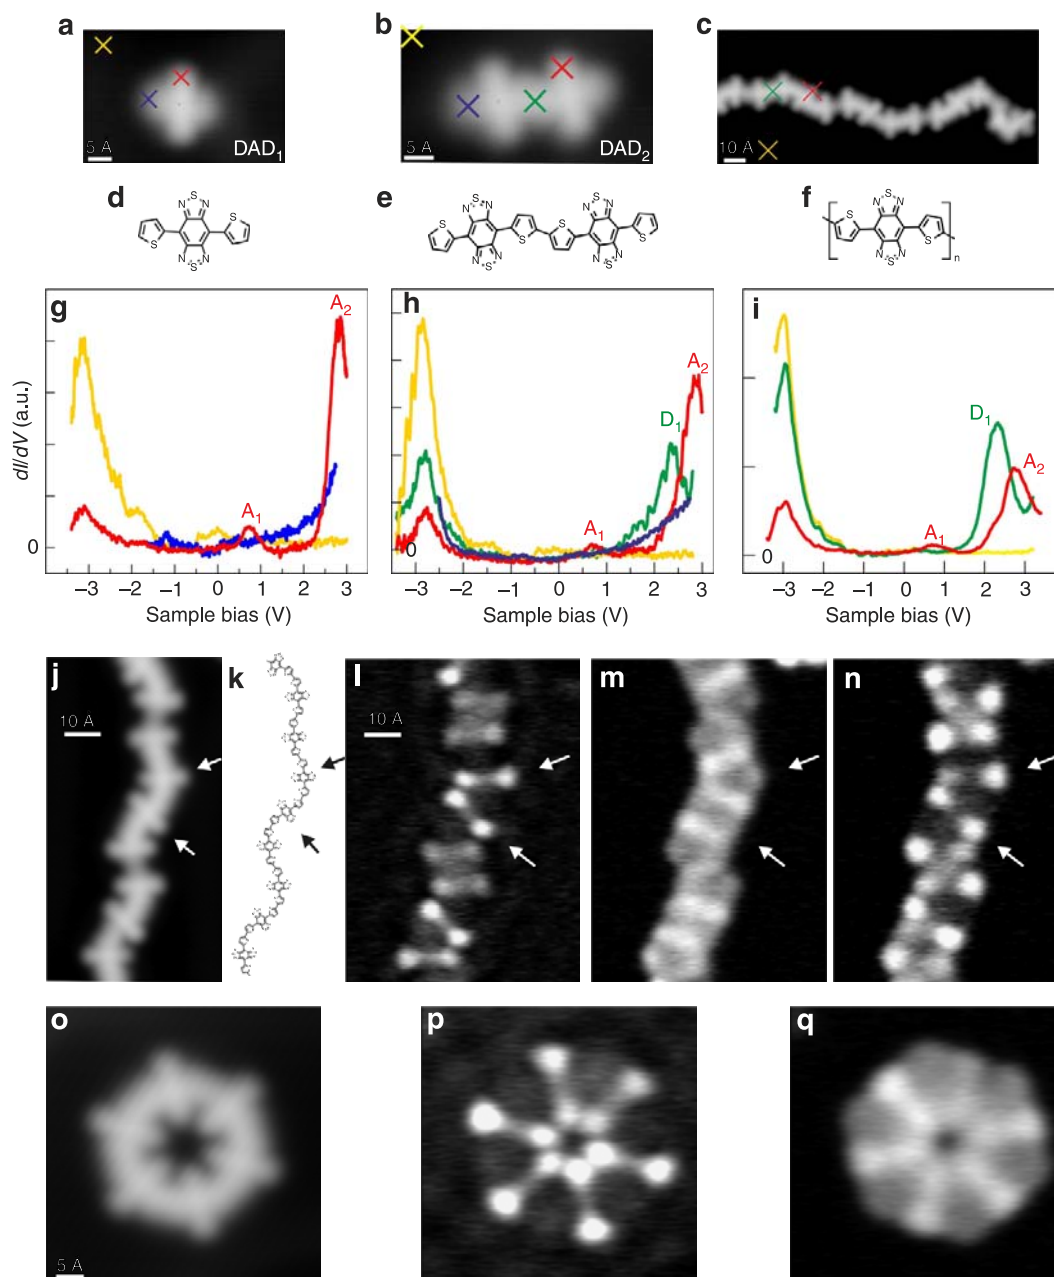 a
b
c
5 A
DAD1
5 A
DAD2
10 A
d
e
f
S
N
N
S
S
N
N
S
S
N
N
S
S
N
N
S
S
S
N
N
S
N
N
S
S
N
N
S
S
N
N
S
n
g
h
i
A2
A2
D1
D1
A2
A1
A1
A1
dI/dV (a.u.)
0
0
0
–3
–2
–1
0
1
2
3
–3
–2
–1
0
1
2
3
–3
–2
–1
0
1
2
3
Sample bias (V)
Sample bias (V)
Sample bias (V)
j
k
l
m
n
10 A
10 A
o
p
q
5 A